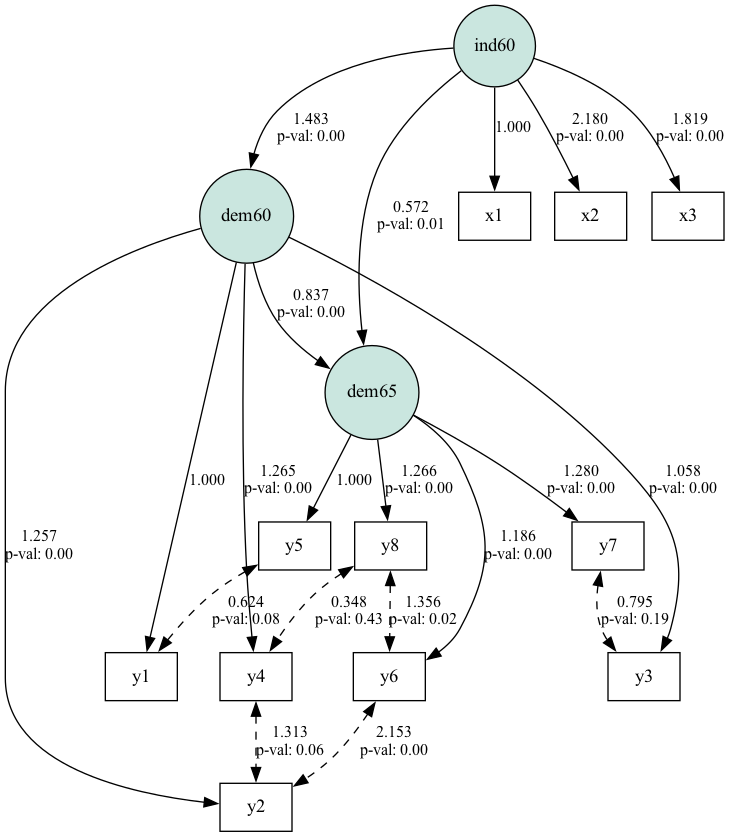 ind60
1.483
p-val: 0.00
1.000
2.180
p-val: 0.00
1.819
p-val: 0.00
dem60
0.572
p-val: 0.01
x1
x2
x3
0.837
p-val: 0.00
dem65
1.257
p-val: 0.00
1.000
1.265
p-val: 0.00
1.000
1.266
p-val: 0.00
1.280
p-val: 0.00
1.058
p-val: 0.00
y5
y8
1.186
p-val: 0.00
y7
0.624
p-val: 0.08
0.348
p-val: 0.43
1.356
p-val: 0.02
0.795
p-val: 0.19
y1
y4
y6
y3
1.313
p-val: 0.06
2.153
p-val: 0.00
y2